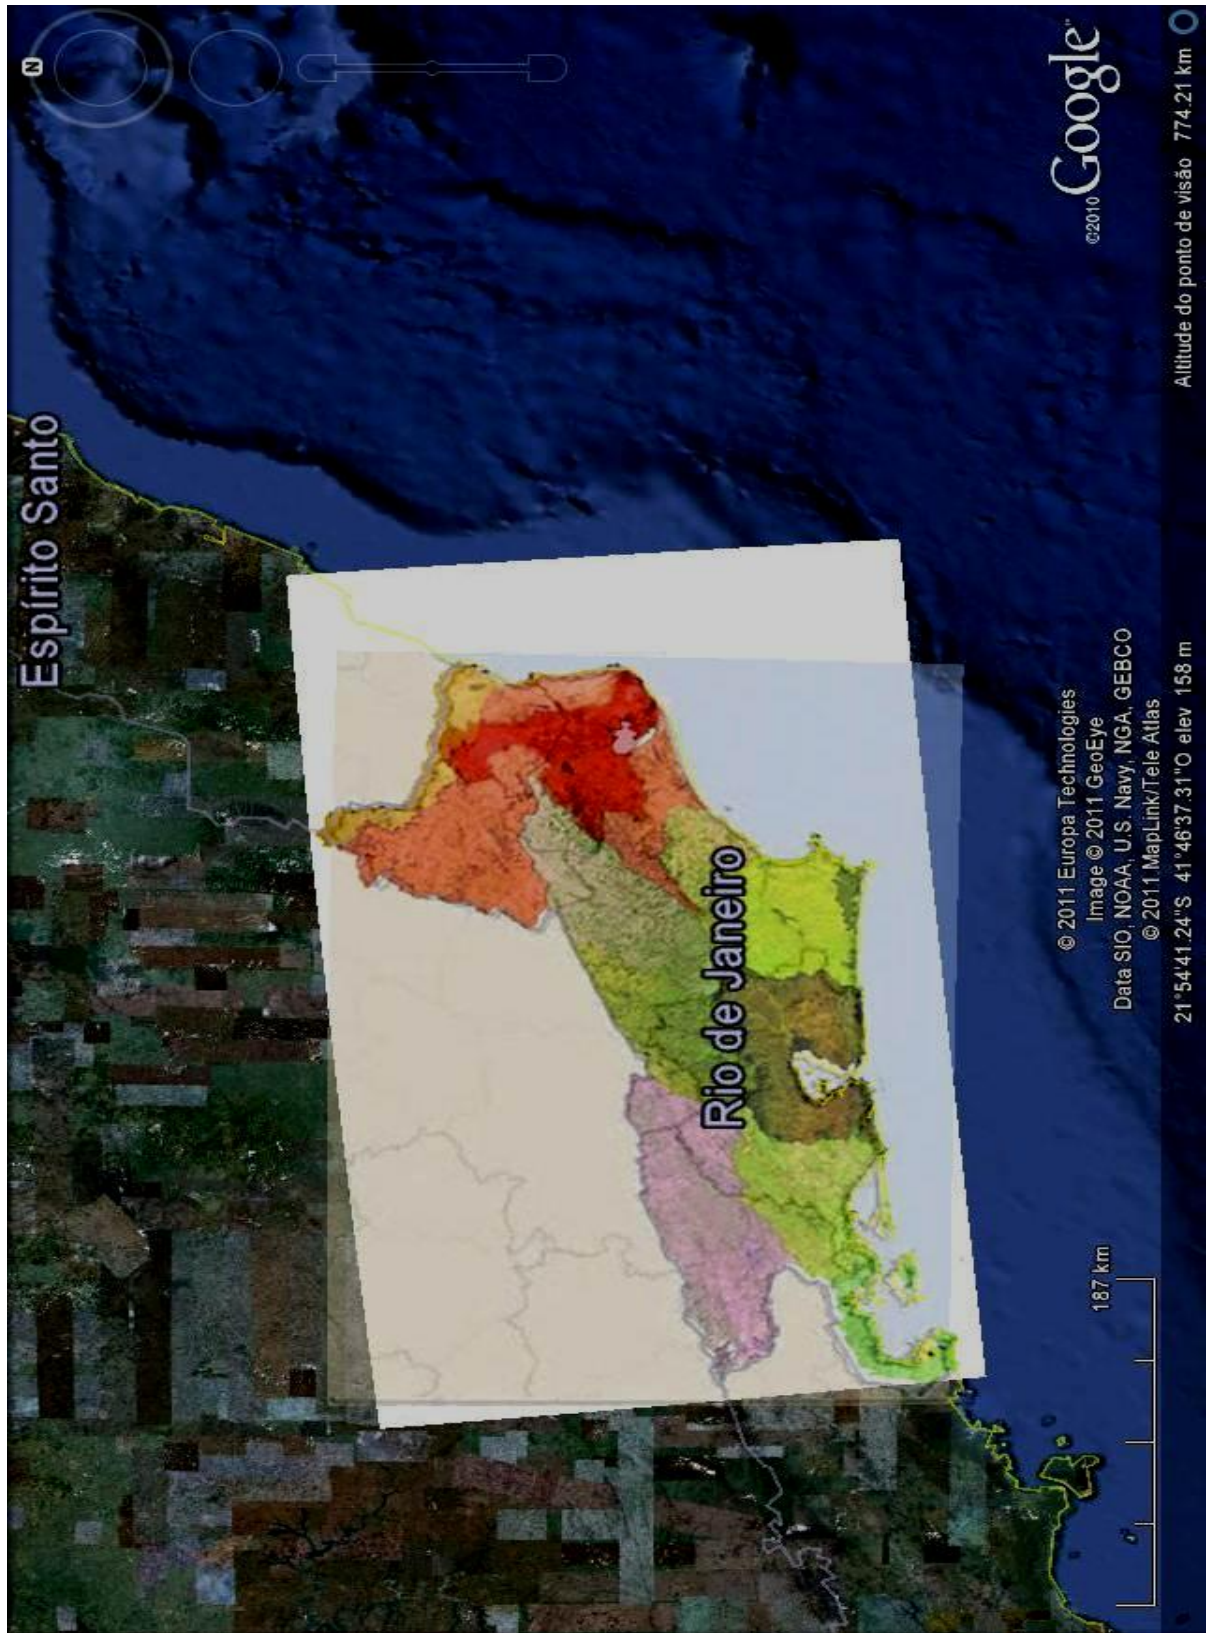 N
Espírito Santo
Rio de Janeiro
187 km
© 2011 Europa Technologies
Image © 2011 GeoEye
Data SIO, NOAA, U.S. Navy, NGA, GEBCO
© 2011 MapLink/Tele Atlas
©2010 Google™
21°54'41.24"S 41°46'37.31"O elev 158 m
Altitude do ponto de visão 774.21 km